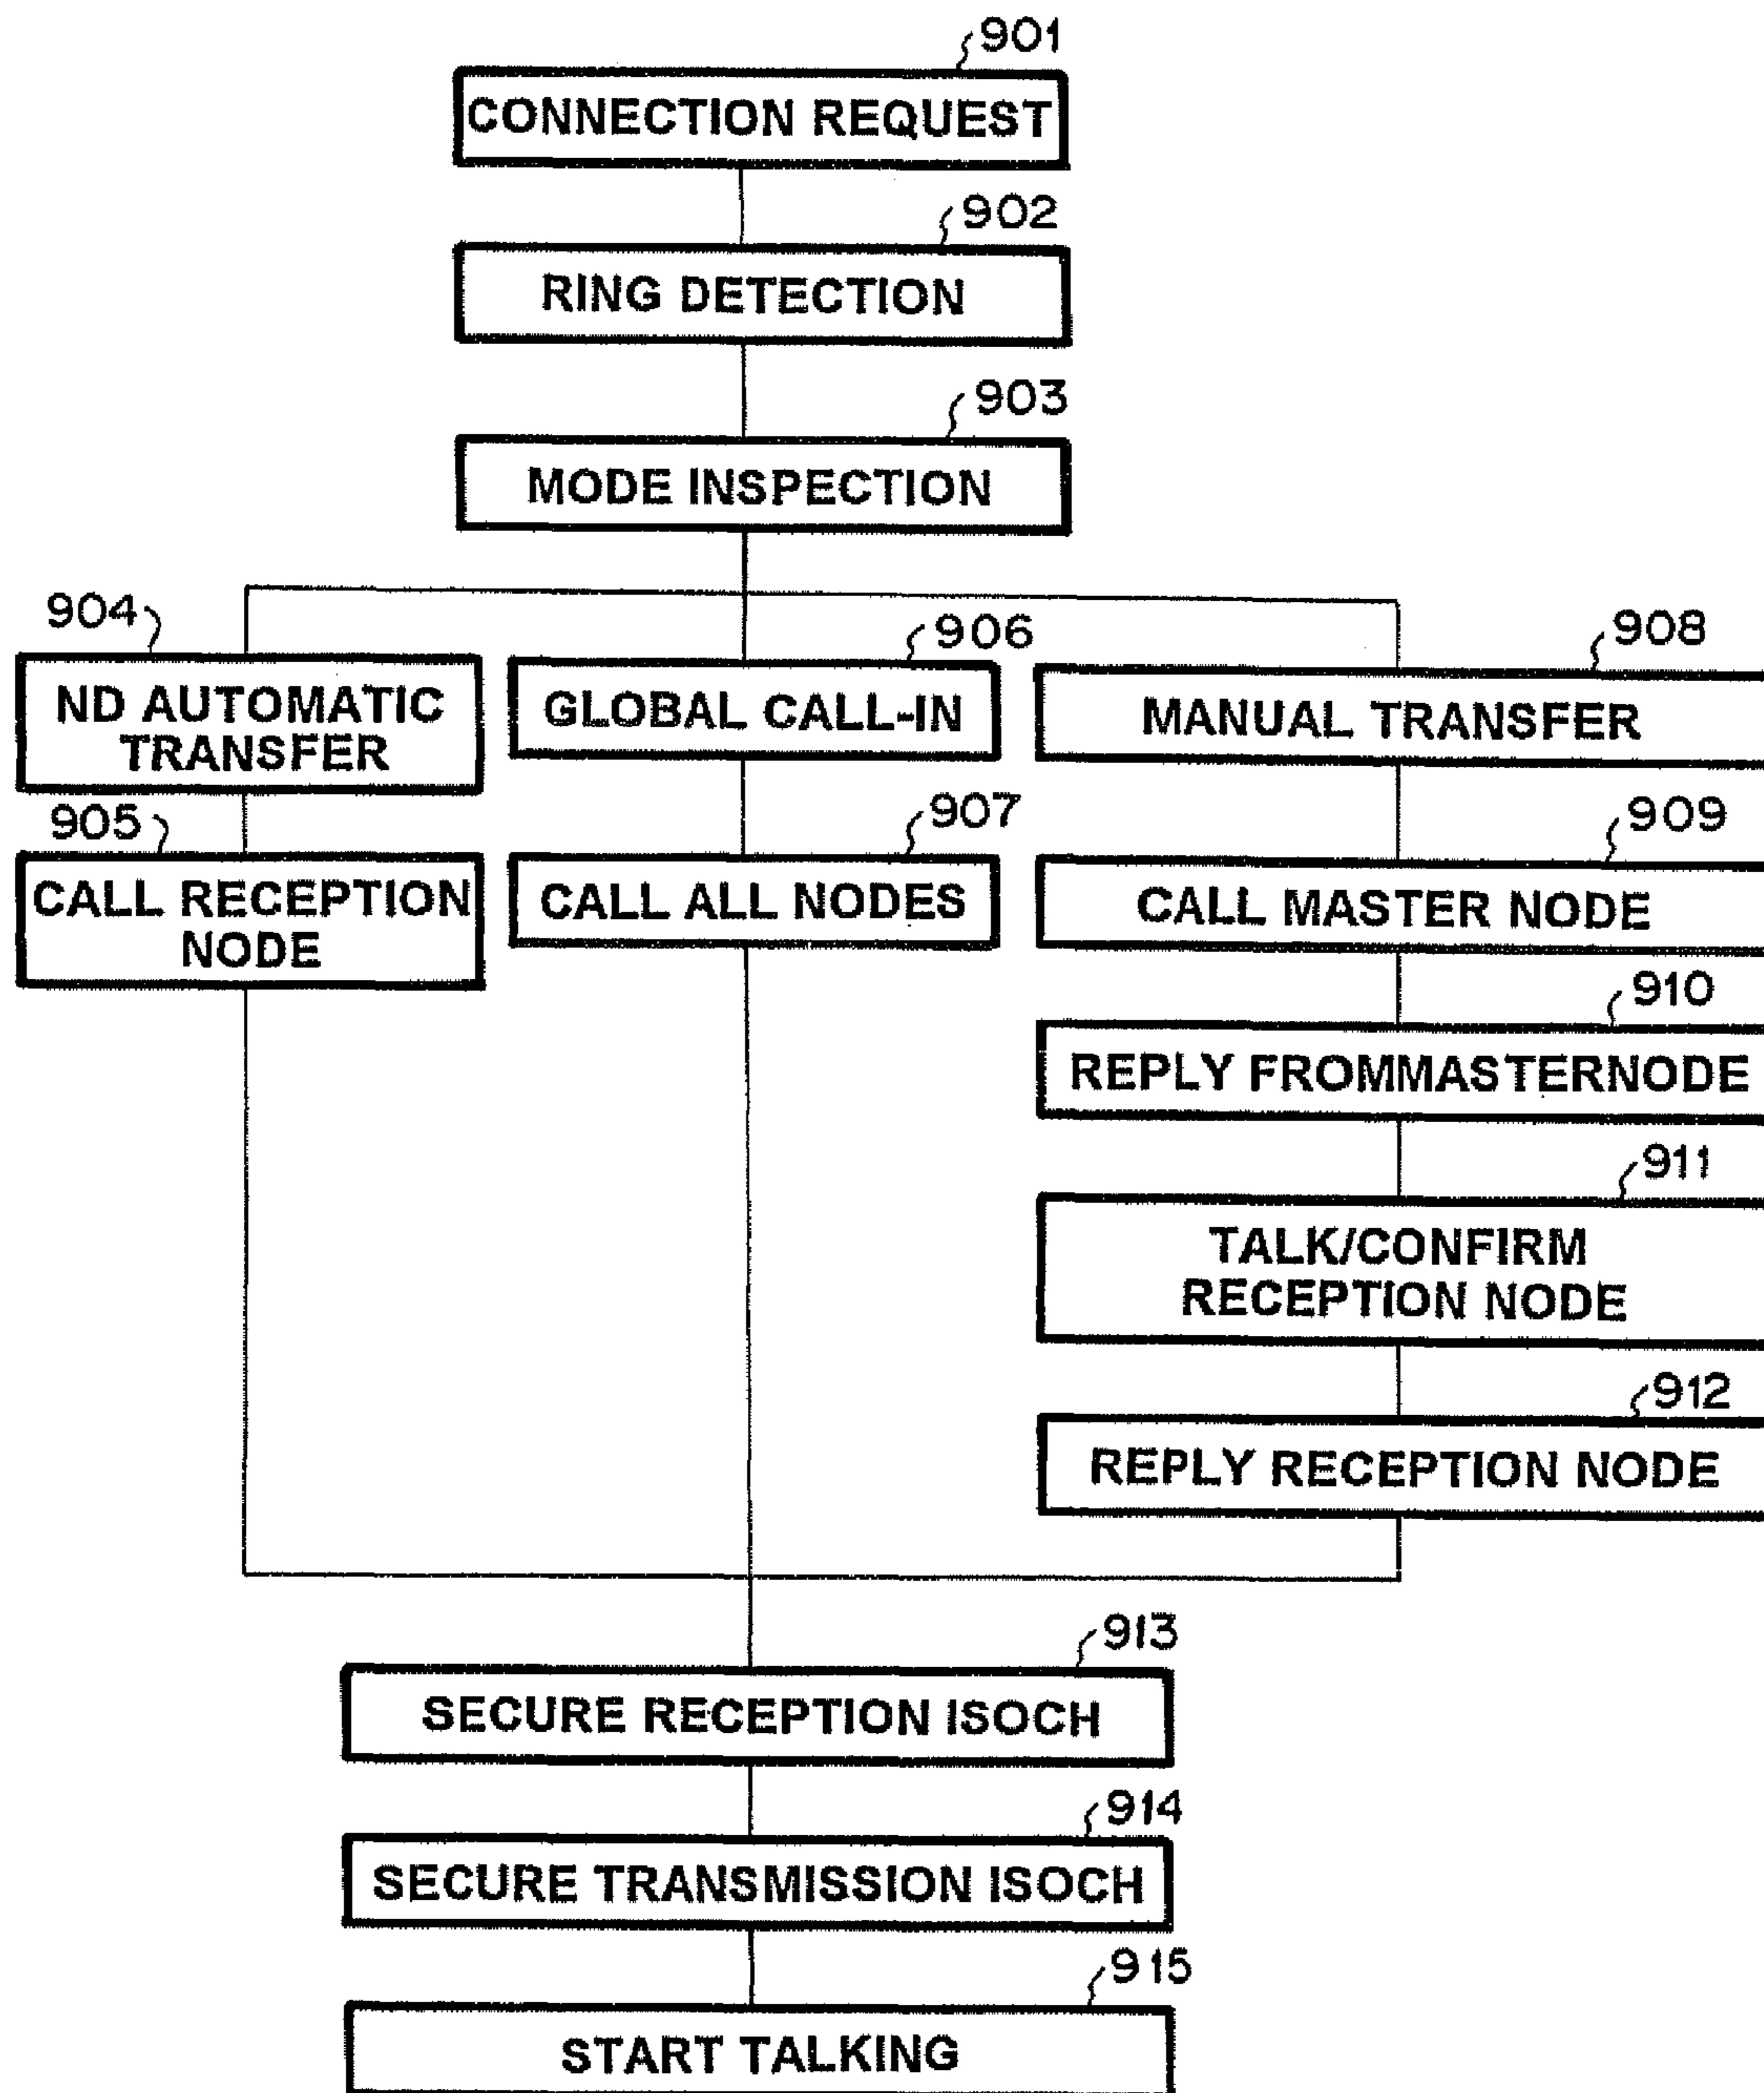 901
CONNECTION REQUEST
902
RING DETECTION
903
MODE INSPECTION
904
ND AUTOMATIC
TRANSFER
905
CALL RECEPTION
NODE
906
GLOBAL CALL-IN
907
CALL ALL NODES
908
MANUAL TRANSFER
909
CALL MASTER NODE
910
REPLY FROMMASTERNODE
911
TALK/CONFIRM
RECEPTION NODE
912
REPLY RECEPTION NODE
913
SECURE RECEPTION ISOCH
914
SECURE TRANSMISSION ISOCH
915
START TALKING